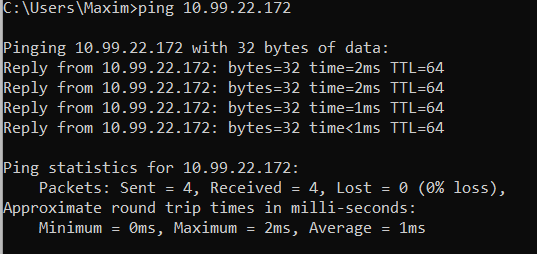 C:\Users\Maxim>ping 10.99.22.172
Pinging 10.99.22.172 with 32 bytes of data:
Reply from 10.99.22.172: bytes=32 time=2ms TTL=64
Reply from 10.99.22.172: bytes=32 time=2ms TTL=64
Reply from 10.99.22.172: bytes=32 time=1ms TTL=64
Reply from 10.99.22.172: bytes=32 time<1ms TTL=64
Ping statistics for 10.99.22.172:
    Packets: Sent = 4, Received = 4, Lost = 0 (0% loss),
Approximate round trip times in milli-seconds:
    Minimum = 0ms, Maximum = 2ms, Average = 1ms